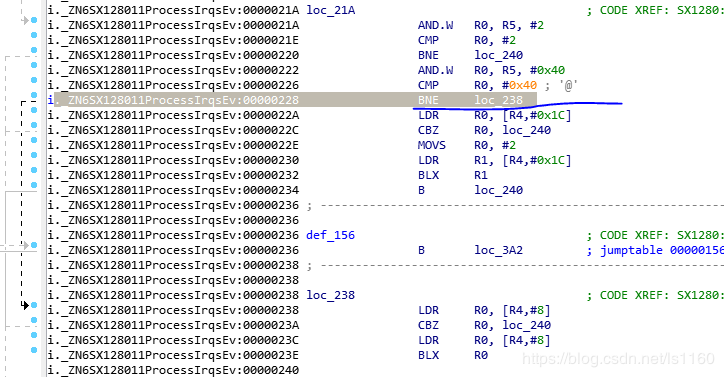 i._ZN6SX128011ProcessIrqsEv:0000021A loc_21A ; CODE XREF: SX1280:
i._ZN6SX128011ProcessIrqsEv:0000021A AND.W R0, R5, #2
i._ZN6SX128011ProcessIrqsEv:0000021E CMP R0, #2
i._ZN6SX128011ProcessIrqsEv:00000220 BNE loc_240
i._ZN6SX128011ProcessIrqsEv:00000222 AND.W R0, R5, #0x40
i._ZN6SX128011ProcessIrqsEv:00000226 CMP R0, #0x40 ; '@'
i._ZN6SX128011ProcessIrqsEv:00000228 BNE loc_238
i._ZN6SX128011ProcessIrqsEv:0000022A LDR R0, [R4,#0x1C]
i._ZN6SX128011ProcessIrqsEv:0000022C CBZ R0, loc_240
i._ZN6SX128011ProcessIrqsEv:0000022E MOVS R0, #2
i._ZN6SX128011ProcessIrqsEv:00000230 LDR R1, [R4,#0x1C]
i._ZN6SX128011ProcessIrqsEv:00000232 BLX R1
i._ZN6SX128011ProcessIrqsEv:00000234 B loc_240
i._ZN6SX128011ProcessIrqsEv:00000236 ; ---------------------------------------------------------
i._ZN6SX128011ProcessIrqsEv:00000236
i._ZN6SX128011ProcessIrqsEv:00000236 def_156 ; CODE XREF: SX1280:
i._ZN6SX128011ProcessIrqsEv:00000236 B loc_3A2 ; jumptable 00000156
i._ZN6SX128011ProcessIrqsEv:00000238 ; ---------------------------------------------------------
i._ZN6SX128011ProcessIrqsEv:00000238
i._ZN6SX128011ProcessIrqsEv:00000238 loc_238 ; CODE XREF: SX1280:
i._ZN6SX128011ProcessIrqsEv:00000238 LDR R0, [R4,#8]
i._ZN6SX128011ProcessIrqsEv:0000023A CBZ R0, loc_240
i._ZN6SX128011ProcessIrqsEv:0000023C LDR R0, [R4,#8]
i._ZN6SX128011ProcessIrqsEv:0000023E BLX R0
i._ZN6SX128011ProcessIrqsEv:00000240
https://blog.csdn.net/ls1160